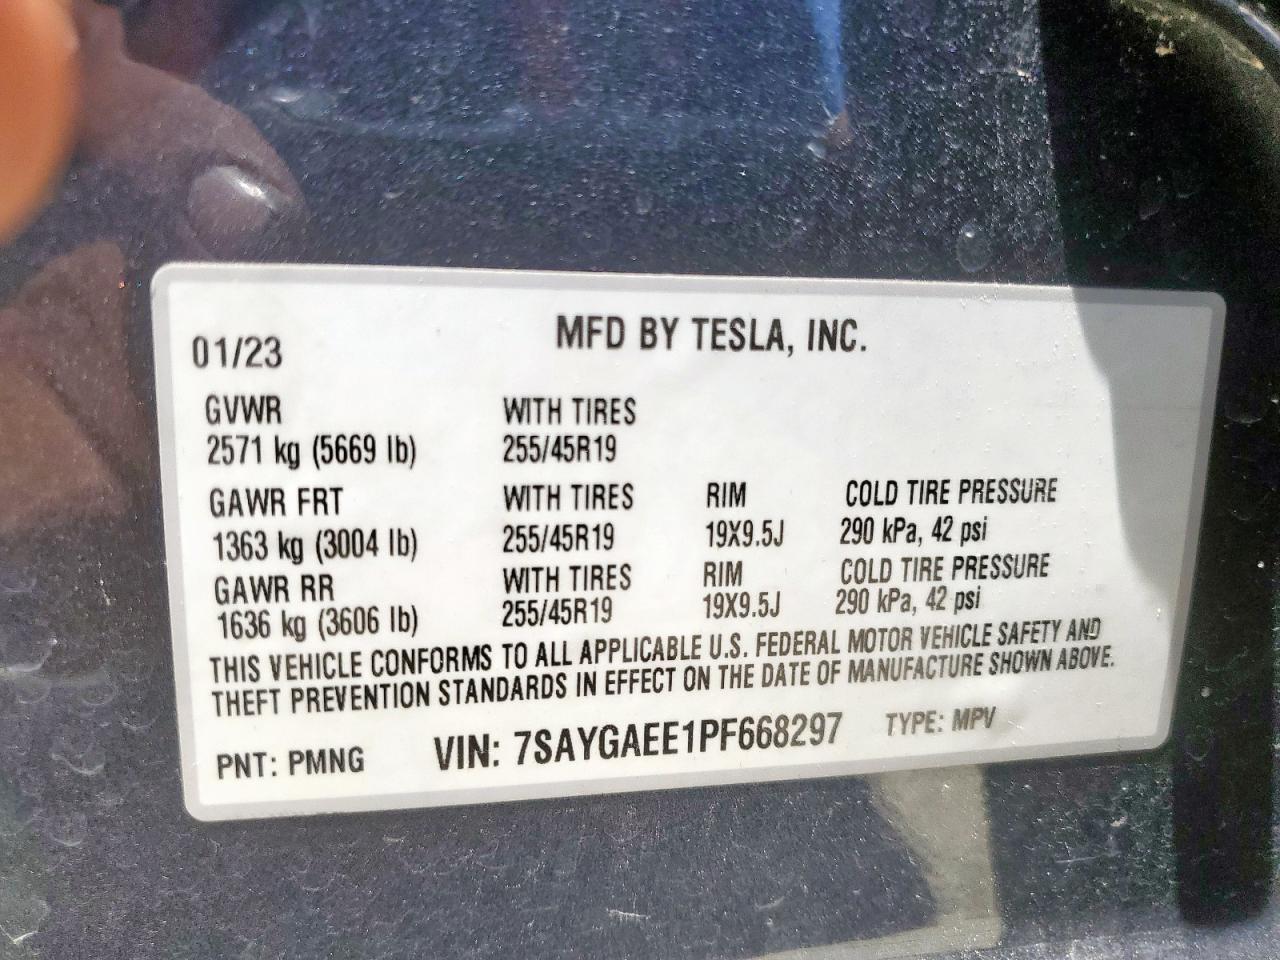 MFD BY TESLA, INC.
01/23
GVWR WITH TIRES
2571 kg (5669 lb) 255/45R19
GAWR FRT WITH TIRES RIM COLD TIRE PRESSURE
1363 kg (3004 lb) 255/45R19 19X9.5J 290 kPa, 42 psi
GAWR RR WITH TIRES RIM COLD TIRE PRESSURE
1636 kg (3606 lb) 255/45R19 19X9.5J 290 kPa, 42 psi
THIS VEHICLE CONFORMS TO ALL APPLICABLE U.S. FEDERAL MOTOR VEHICLE SAFETY AND
THEFT PREVENTION STANDARDS IN EFFECT ON THE DATE OF MANUFACTURE SHOWN ABOVE.
PNT: PMNG VIN: 7SAYGAEE1PF668297 TYPE: MPV